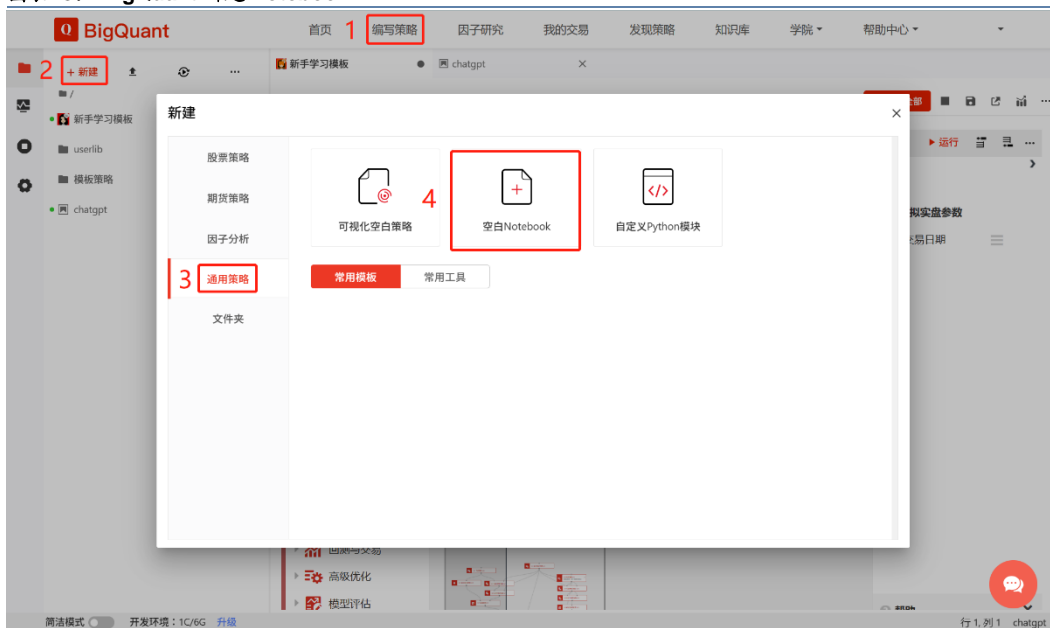 BigQuant
首页
1
编写策略
因子研究
我的交易
发现策略
知识库
学院
帮助中心
2
+ 新建
...
新手学习模板
chatgpt
×
/
新手学习模板
userlib
模板策略
chatgpt
运行
...
新建
×
股票策略
期货策略
因子分析
3
通用策略
文件夹
可视化空白策略
4
空白Notebook
自定义Python模块
常用模板
常用工具
拟实盘参数
交易日期
回测与交易
高级优化
模型评估
简洁模式
开发环境：1C/6G
升级
行 1, 列 1
chatgpt